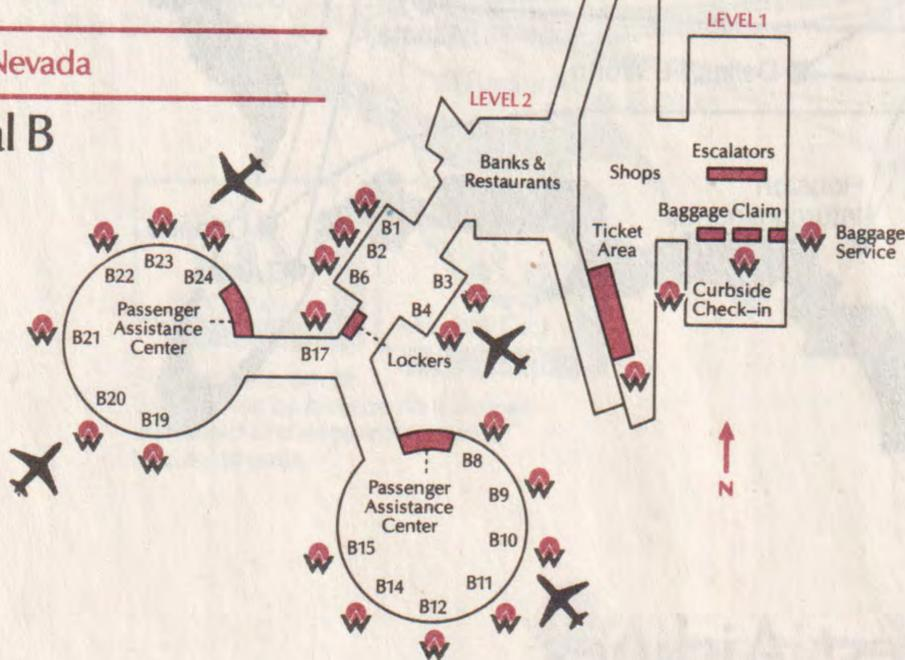 Nevada
al B
LEVEL 1
LEVEL 2
Banks &
Restaurants
Shops
Escalators
Baggage Claim
Baggage
Service
Ticket
Area
Curbside
Check-in
B1
B2
B6
B3
B4
B22
B23
B24
B21
Passenger
Assistance
Center
B17
Lockers
B20
B19
B8
Passenger
Assistance
Center
B9
B10
B15
B14
B11
B12
N